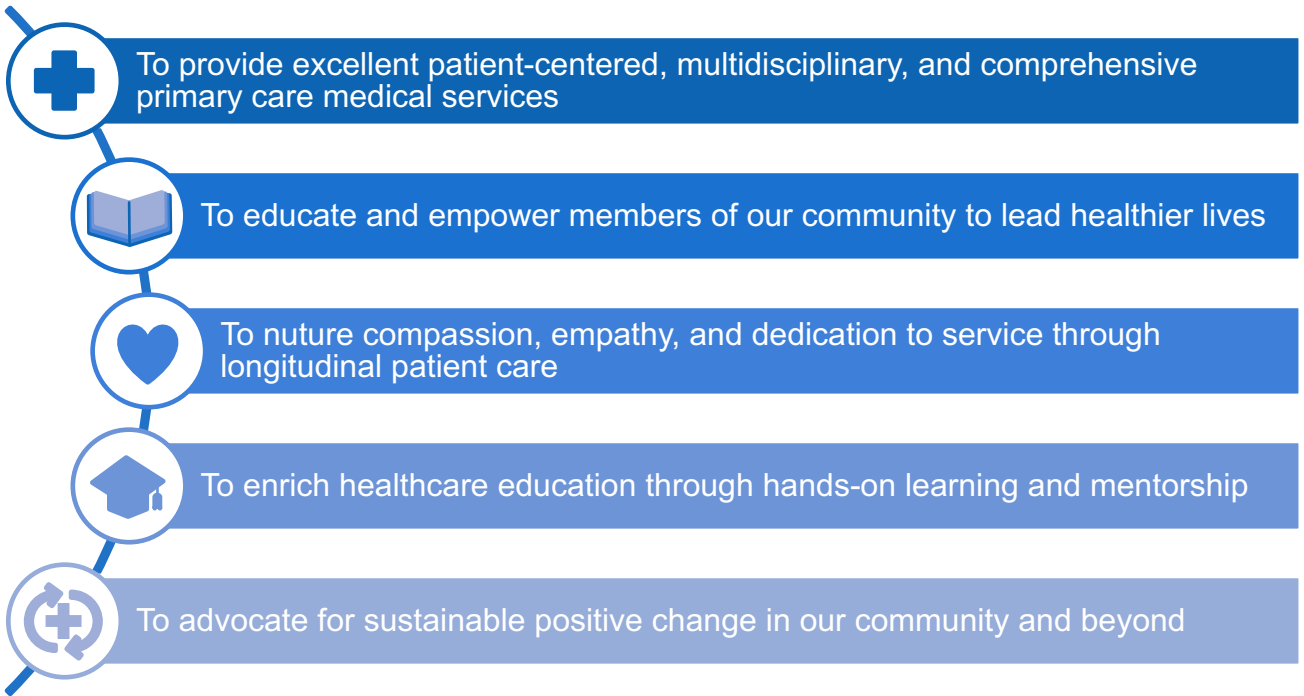 To provide excellent patient-centered, multidisciplinary, and comprehensive
primary care medical services
To educate and empower members of our community to lead healthier lives
To nuture compassion, empathy, and dedication to service through
longitudinal patient care
To enrich healthcare education through hands-on learning and mentorship
To advocate for sustainable positive change in our community and beyond